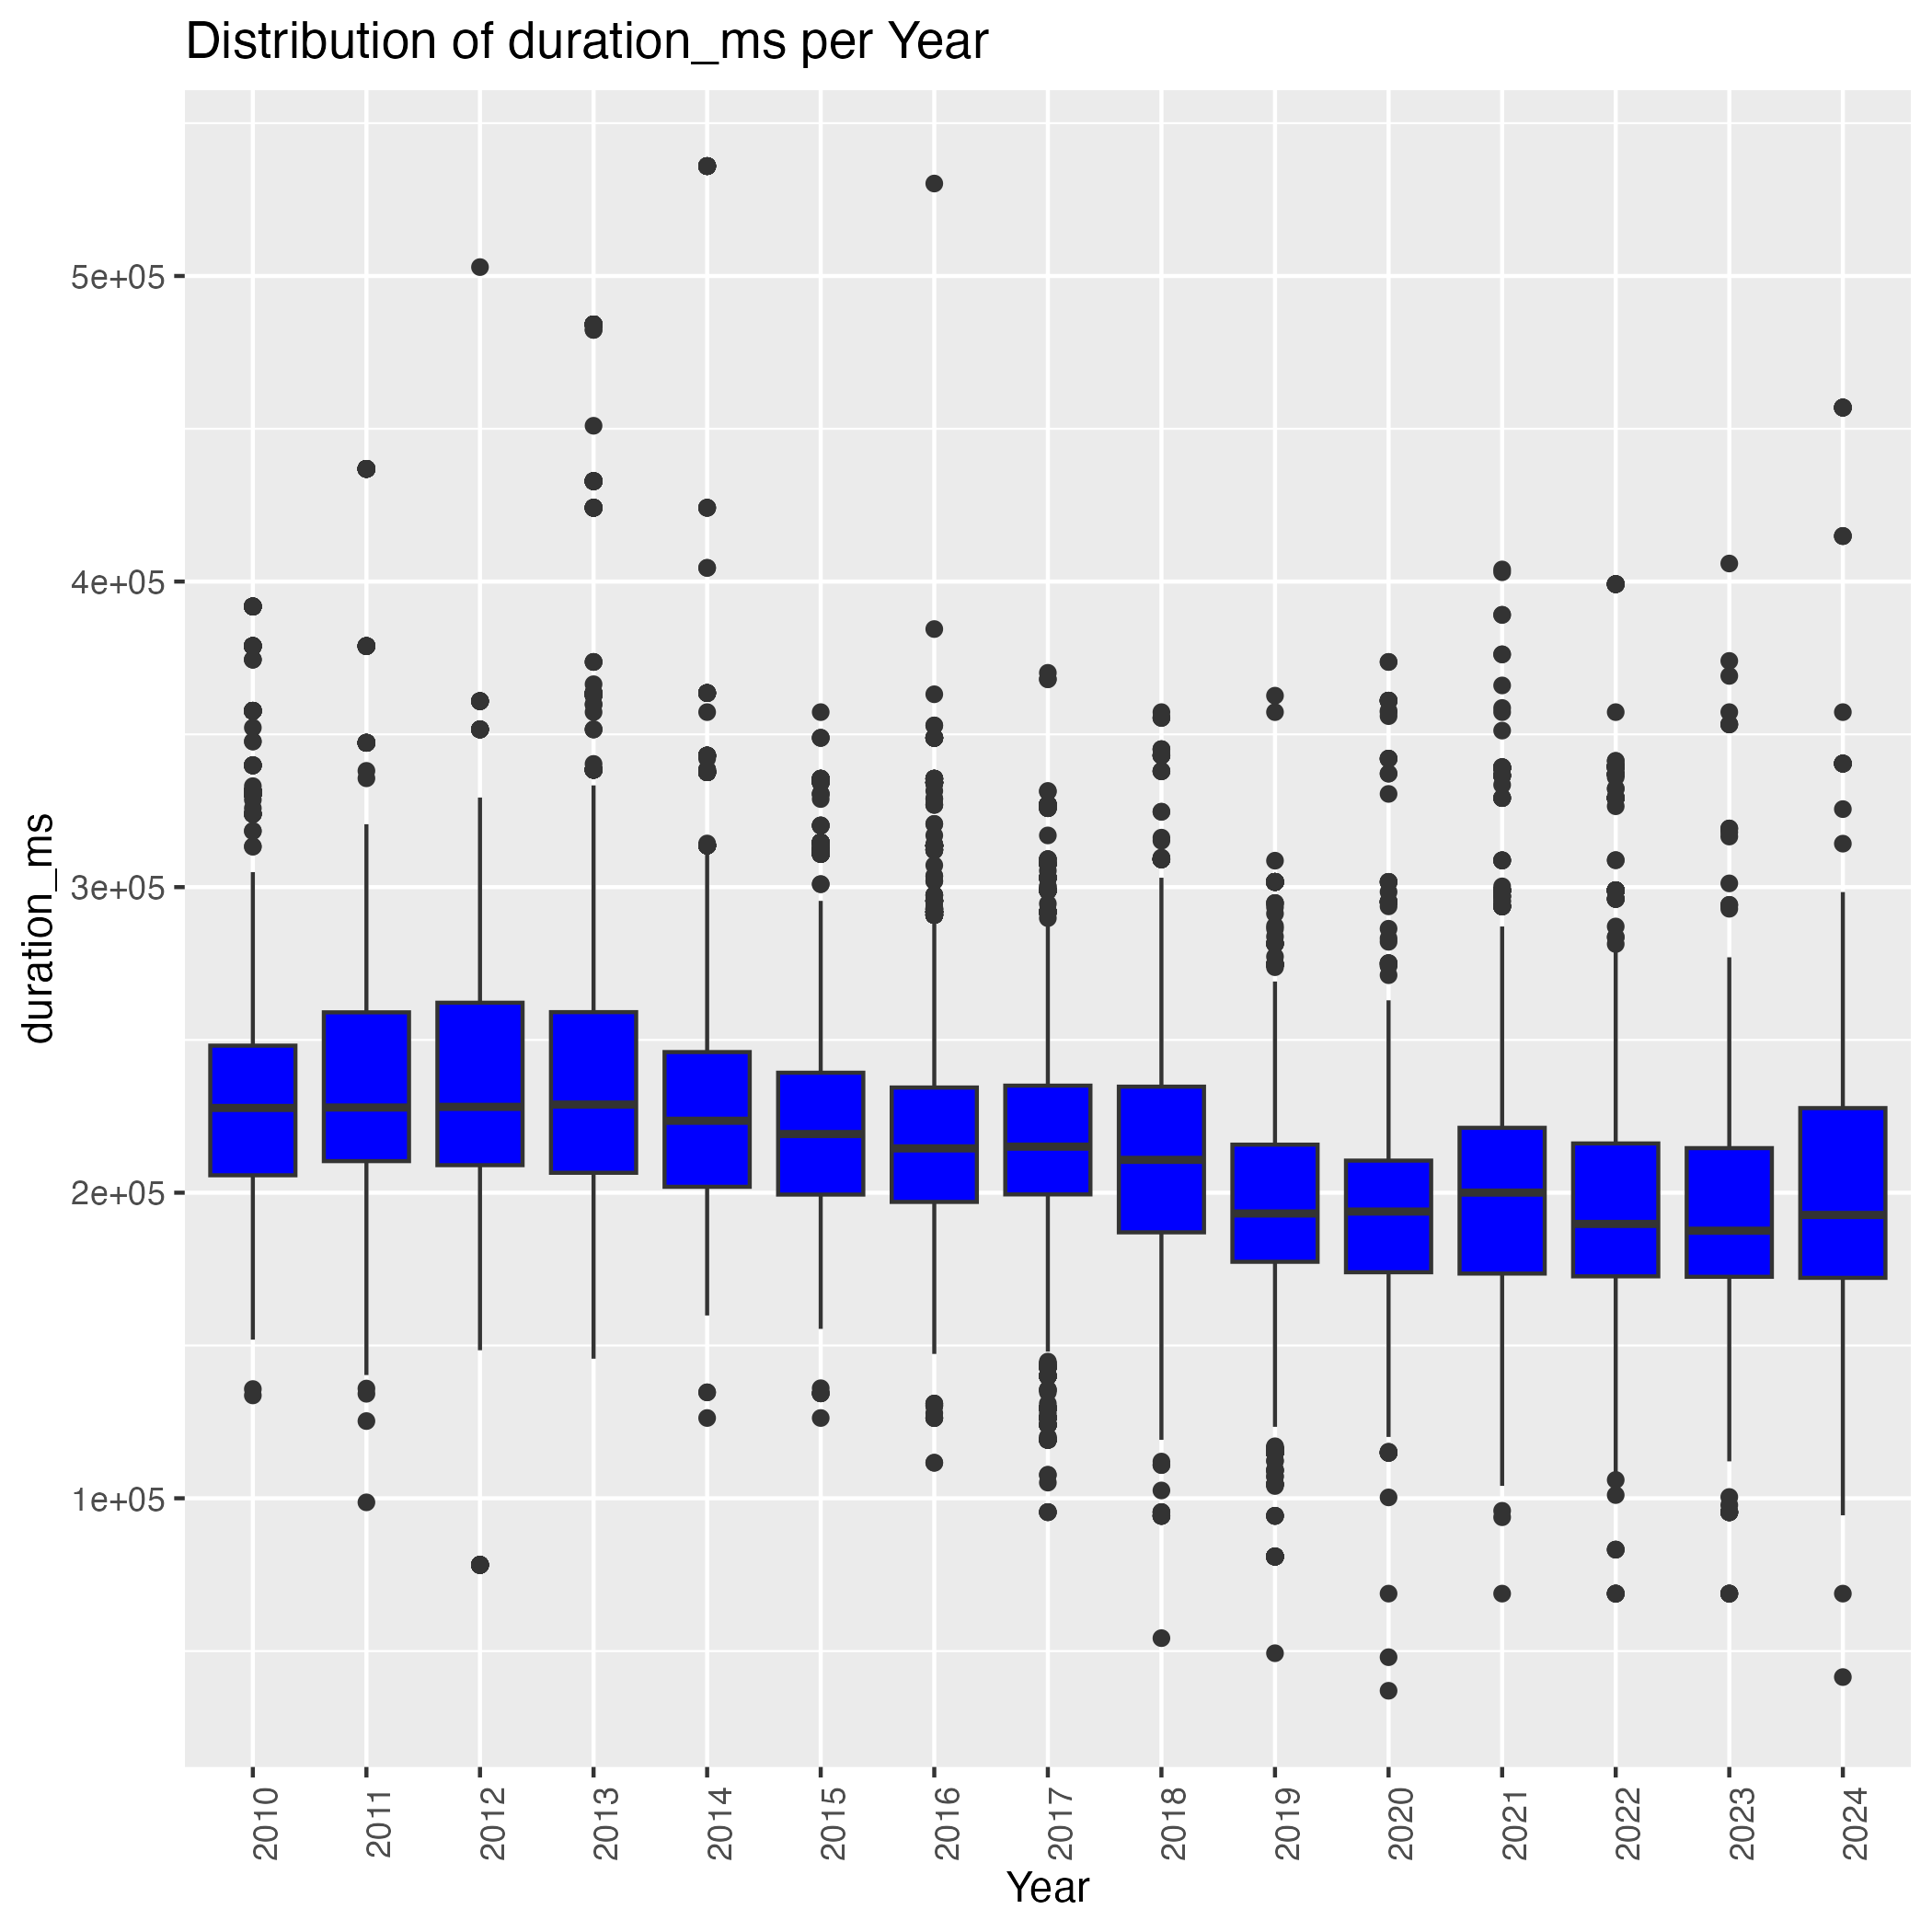 Distribution of duration_ms per Year
duration_ms
5e+05
4e+05
3e+05
2e+05
1e+05
2010
2011
2012
2013
2014
2015
2016
2017
2018
2019
2020
2021
2022
2023
2024
Year